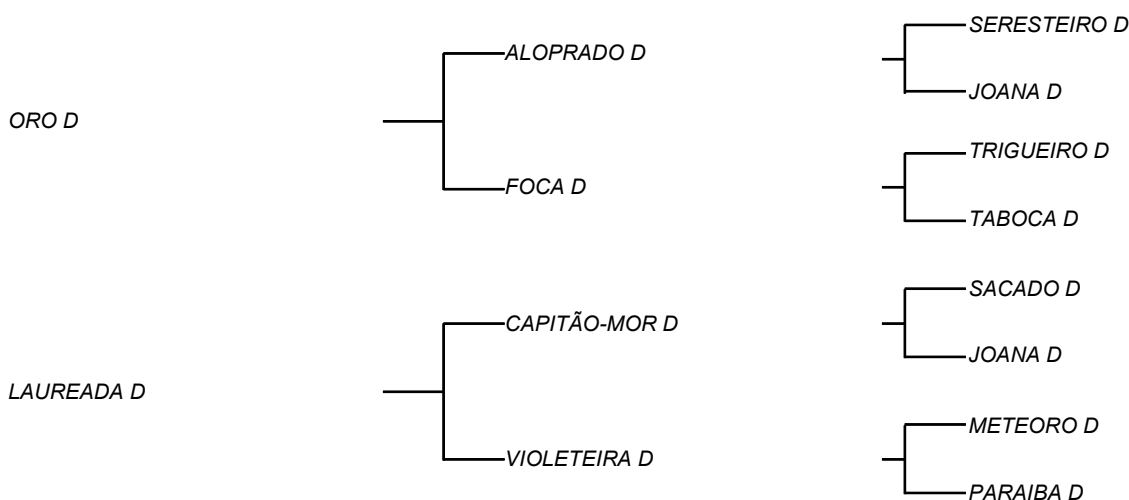 SERESTEIRO D
ALOPRADO D
JOANA D
ORO D
TRIGUEIRO D
FOCA D
TABOCA D
SACADO D
CAPITÃO-MOR D
JOANA D
LAUREADA D
METEORO D
VIOLETEIRA D
PARAIBA D